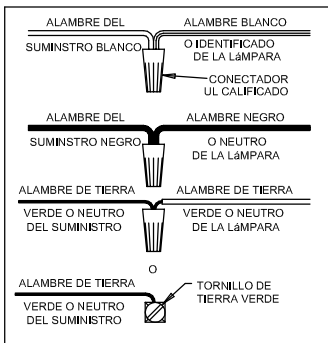 ALAMBRE DEL
SUMINSTRO BLANCO
ALAMBRE BLANCO
O IDENTIFICADO
DE LA LáMPARA
CONECTADOR
UL CALIFICADO
ALAMBRE DEL
SUMINSTRO NEGRO
ALAMBRE NEGRO
O NEUTRO
DE LA LáMPARA
ALAMBRE DE TIERRA
VERDE O NEUTRO
DEL SUMINISTRO
ALAMBRE DE TIERRA
VERDE O NEUTRO
DE LA LáMPARA
O
ALAMBRE DE TIERRA
VERDE O NEUTRO
DEL SUMINISTRO
TORNILLO DE
TIERRA VERDE